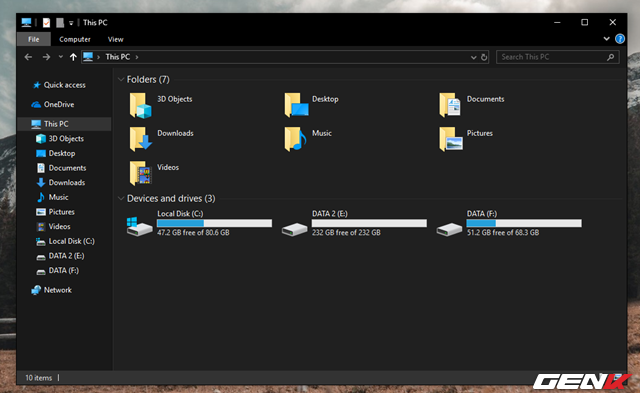 This PC
File Computer View
This PC
Search This PC
Quick access
OneDrive
This PC
3D Objects
Desktop
Documents
Downloads
Music
Pictures
Videos
Local Disk (C:)
DATA 2 (E:)
DATA (F:)
Network
Folders (7)
3D Objects
Desktop
Documents
Downloads
Music
Pictures
Videos
Devices and drives (3)
Local Disk (C:)
47.2 GB free of 80.6 GB
DATA 2 (E:)
232 GB free of 232 GB
DATA (F:)
51.2 GB free of 68.3 GB
10 items
GENK